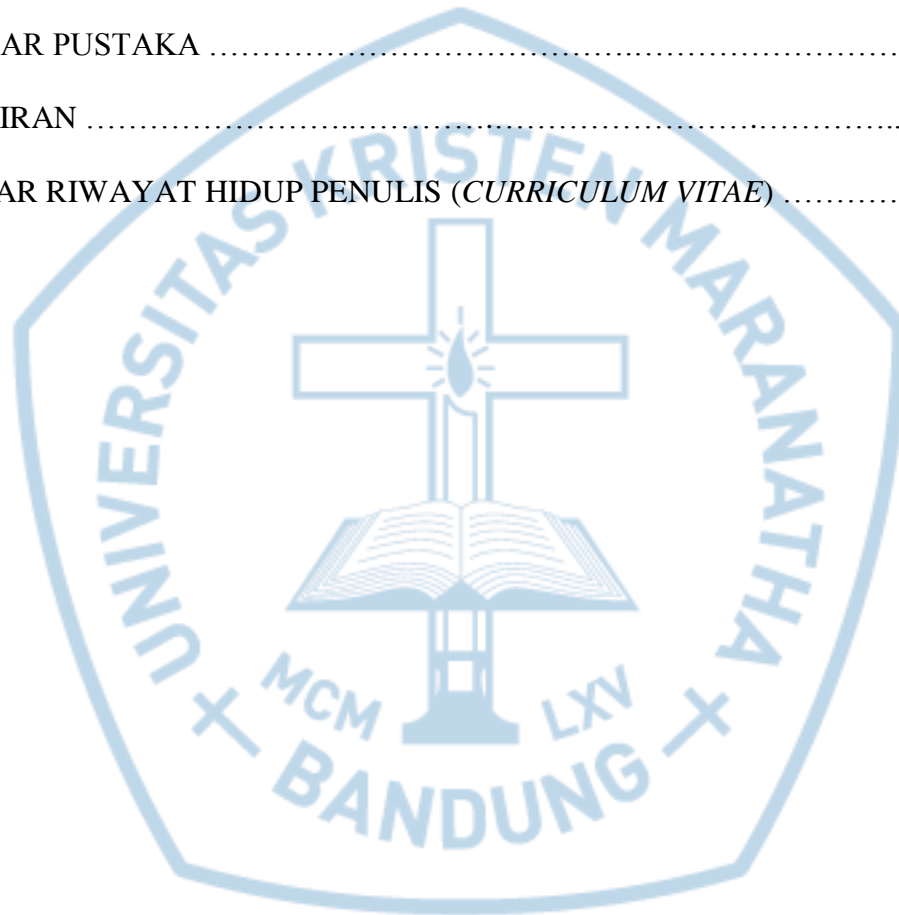 AR PUSTAKA ……………………………………………………………
IRAN ……………………………………………………………
AR RIWAYAT HIDUP PENULIS (CURRICULUM VITAE) …………
UNIVERSITAS KRISTEN MARANATHA
MCM LXV
BANDUNG